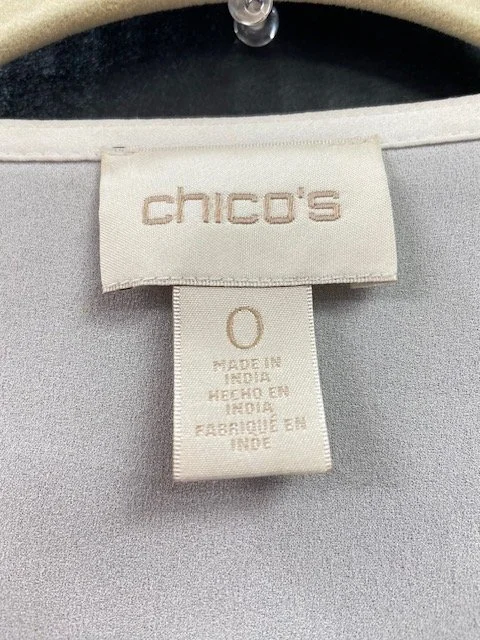 chico's
0
MADE IN
INDIA
HECHO EN
INDIA
FABRIQUÉ EN
INDE